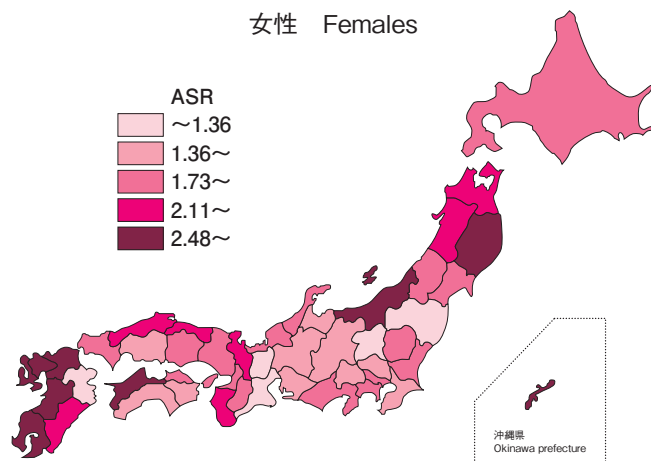 女性 Females
ASR
～1.36
1.36～
1.73～
2.11～
2.48～
沖縄県
Okinawa prefecture